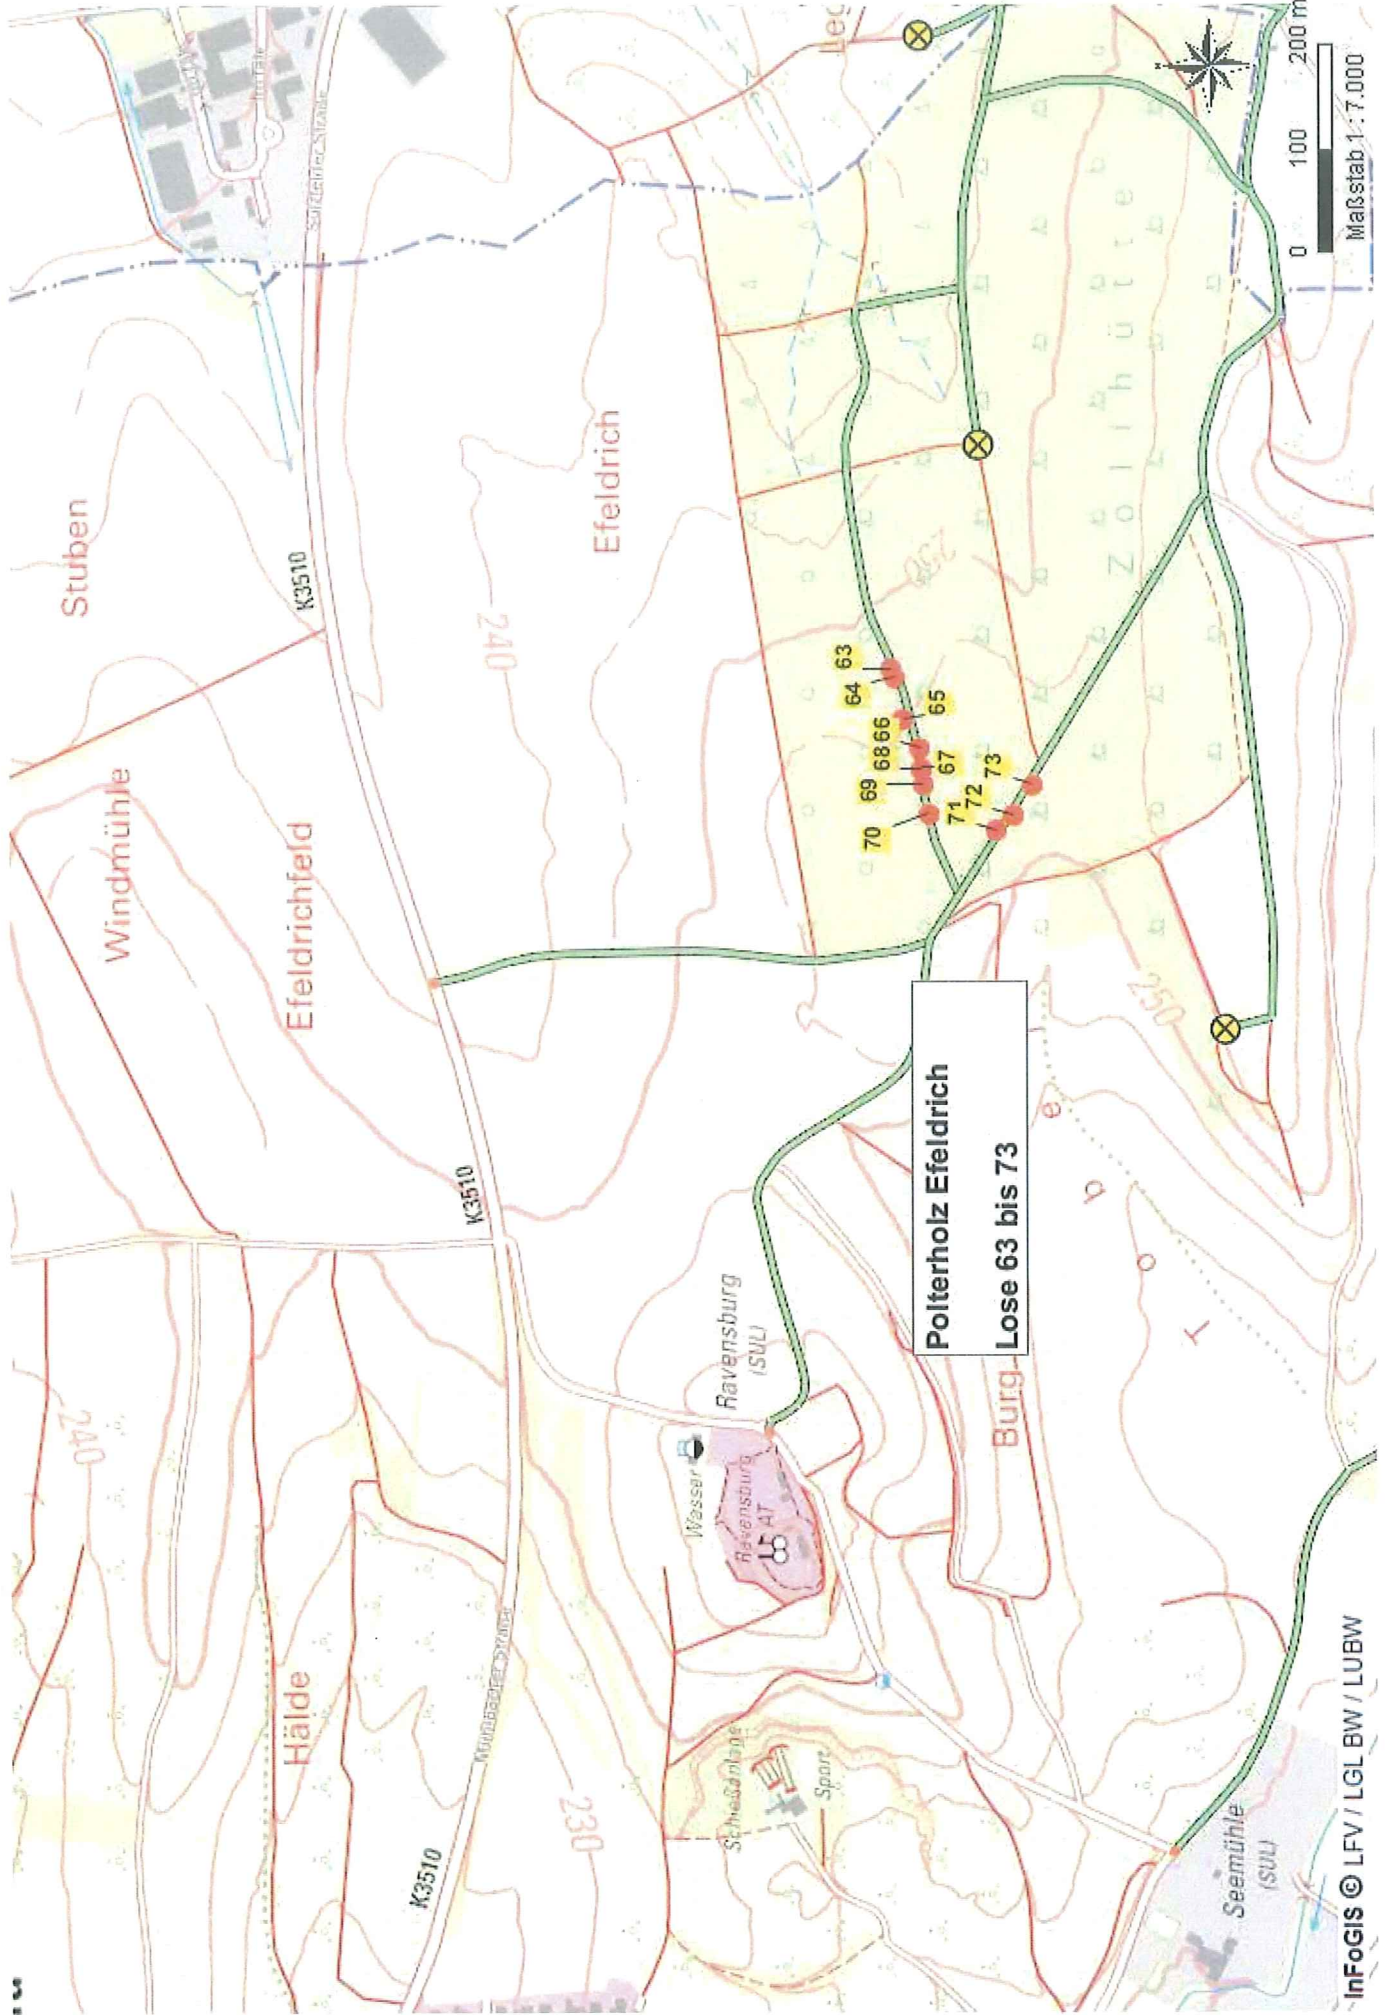 Stuben
Windmühle
Efeldrichfeld
Efeldrich
K3510
K3510
K3510
240
240
230
250
Hälde
Ravensburg
(SUL)
Wasser
Ravensburg
AT
Schießanlage
Sport
Burg
T o b e
Seemühle
(SUL)
63
64
65
66
67
68
69
70
71
72
73
Polterholz Efeldrich
Lose 63 bis 73
0 100 200 m
Maßstab 1 : 7.000
InFoGIS © LFV / LGL BW / LUBW